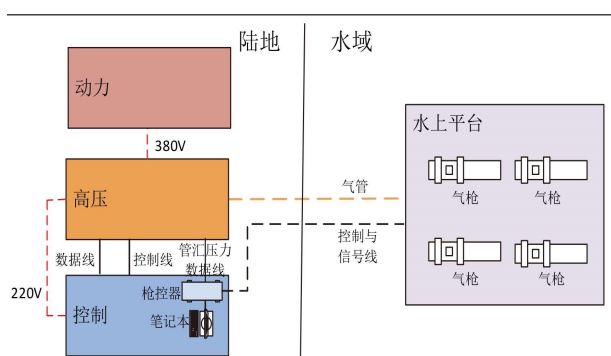 陆地
水域
动力
380V
水上平台
高压
气枪
气枪
气管
数据线
控制线
管汇压力
数据线
控制与
信号线
220V
枪控器
控制
笔记本
气枪
气枪